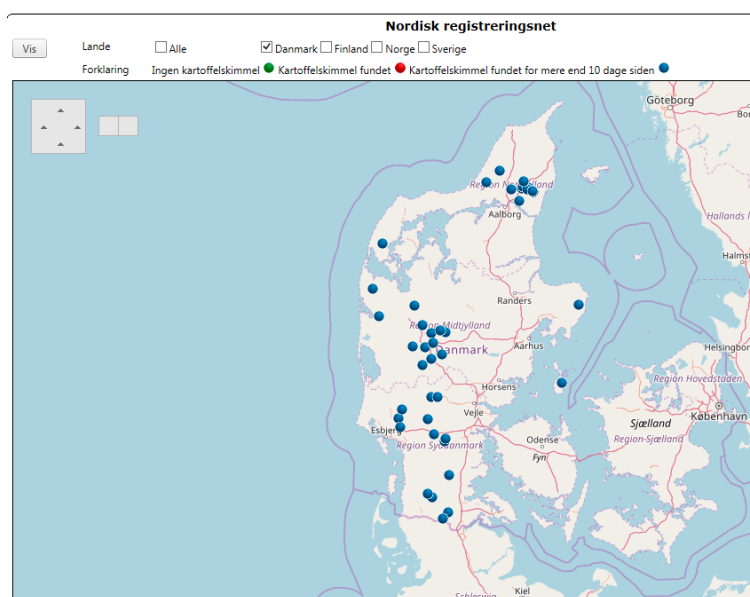 Nordisk registreringsnet
Vis
Lande
Alle
Danmark
Finland
Norge
Sverige
Forklaring
Ingen kartoffelskimmel
Kartoffelskimmel fundet
Kartoffelskimmel fundet for mere end 10 dage siden
Göteborg
Aalborg
Hallands
Halmst
Randers
Region Midtjylland
Danmark
Aarhus
Helsingbor
Horsens
Region Hovedstaden
København
Vejle
Esbjerg
Sjælland
Odense
Region Sjælland
Region Syddanmark
Fyn
Kiel